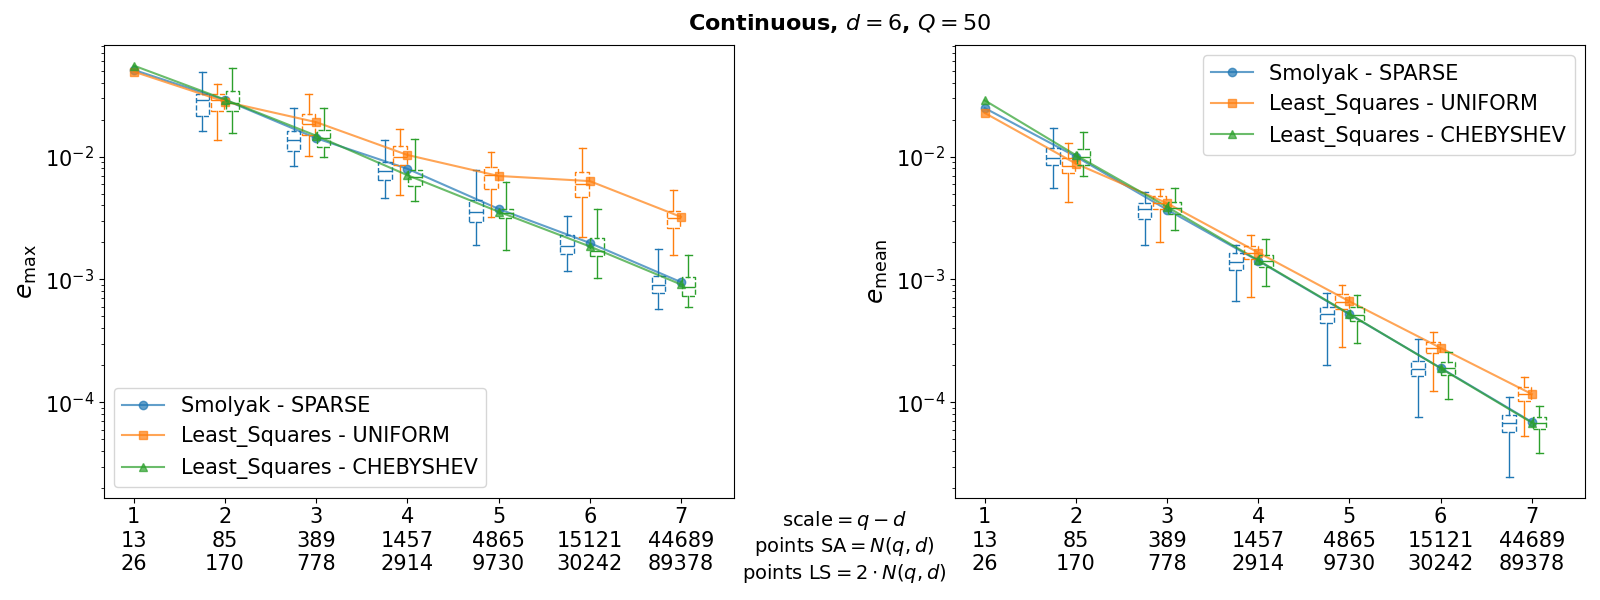 Continuous, d = 6, Q = 50
e_max
10^−2
10^−3
10^−4
Smolyak - SPARSE
Least_Squares - UNIFORM
Least_Squares - CHEBYSHEV
1 2 3 4 5 6 7
13 85 389 1457 4865 15121 44689
26 170 778 2914 9730 30242 89378
scale = q − d
points SA = N(q, d)
points LS = 2 · N(q, d)
e_mean
10^−2
10^−3
10^−4
Smolyak - SPARSE
Least_Squares - UNIFORM
Least_Squares - CHEBYSHEV
1 2 3 4 5 6 7
13 85 389 1457 4865 15121 44689
26 170 778 2914 9730 30242 89378